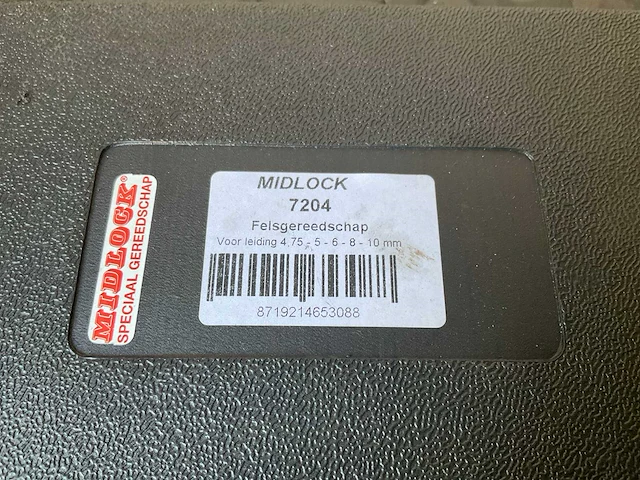 MIDLOCK®
SPECIAAL GEREEDSCHAP
MIDLOCK
7204
Felsgereedschap
Voor leiding 4,75 - 5 - 6 - 8 - 10 mm
8719214653088